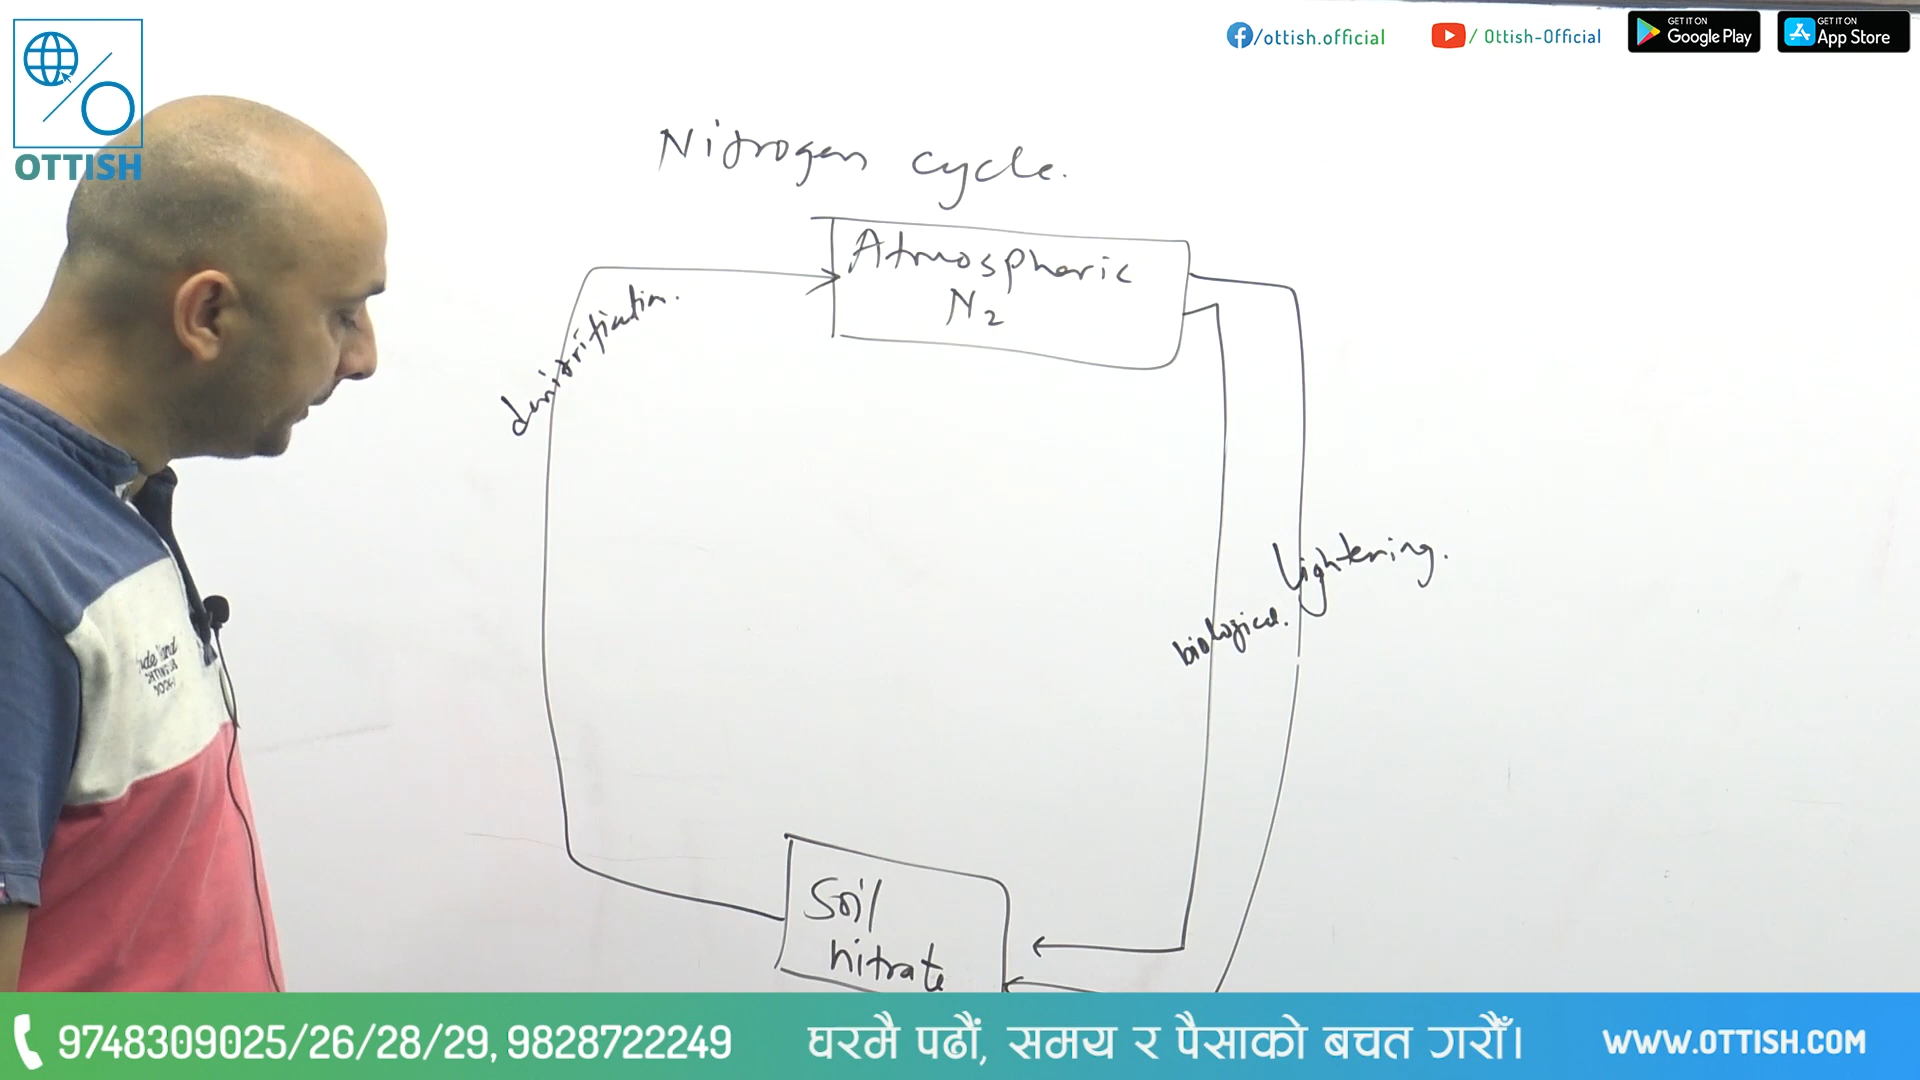 OTTISH
/ottish.official
/ Ottish-Official
GET IT ON
Google Play
GET IT ON
App Store
Nitrogen cycle.
Atmospheric
N2
denitrification.
Lightening.
biological.
Soil
nitrate
9748309025/26/28/29, 9828722249
घरमै पढौं, समय र पैसाको बचत गरौँ।
WWW.OTTISH.COM